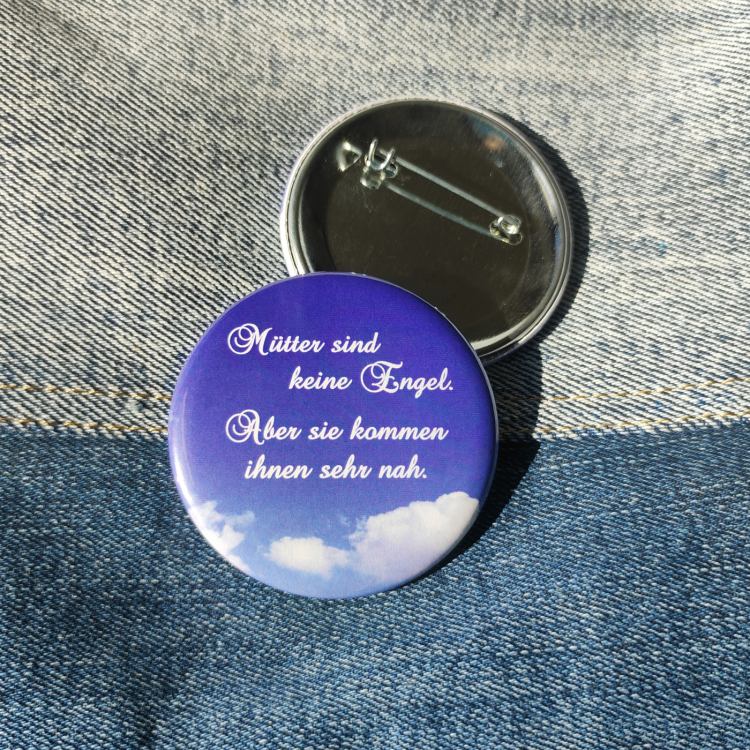 Mütter sind
keine Engel.
Aber sie kommen
ihnen sehr nah.